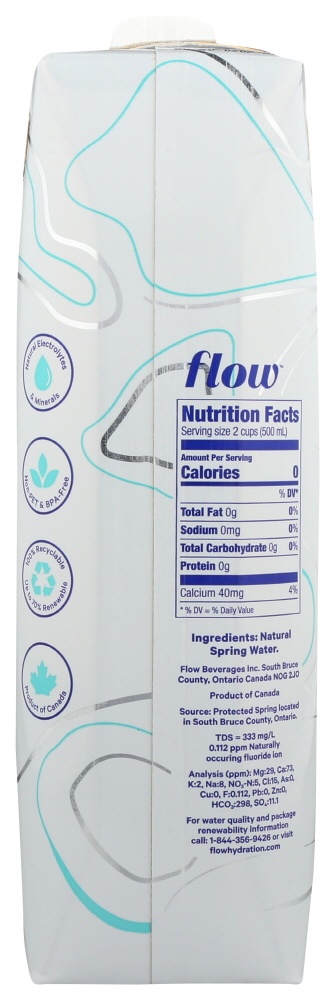 Natural Electrolytes
& Minerals
Non-PET & BPA-Free
100% Recyclable
Up to 70% Renewable
Product of Canada
flow™
Nutrition Facts
Serving size 2 cups (500 mL)
Amount Per Serving
Calories 0
% DV*
Total Fat 0g 0%
Sodium 0mg 0%
Total Carbohydrate 0g 0%
Protein 0g
Calcium 40mg 4%
* % DV = % Daily Value
Ingredients: Natural
Spring Water.
Flow Beverages Inc. South Bruce
County, Ontario Canada N0G 2J0
Product of Canada
Source: Protected Spring located
in South Bruce County, Ontario.
TDS = 333 mg/L
0.112 ppm Naturally
occuring fluoride ion
Analysis (ppm): Mg:29, Ca:73,
K:2, Na:8, NO₃-N:5, Cl:15, As:0,
Cu:0, F:0.112, Pb:0, Zn:0,
HCO₃:298, SO₄:11.1
For water quality and package
renewability information
call: 1-844-356-9426 or visit
flowhydration.com